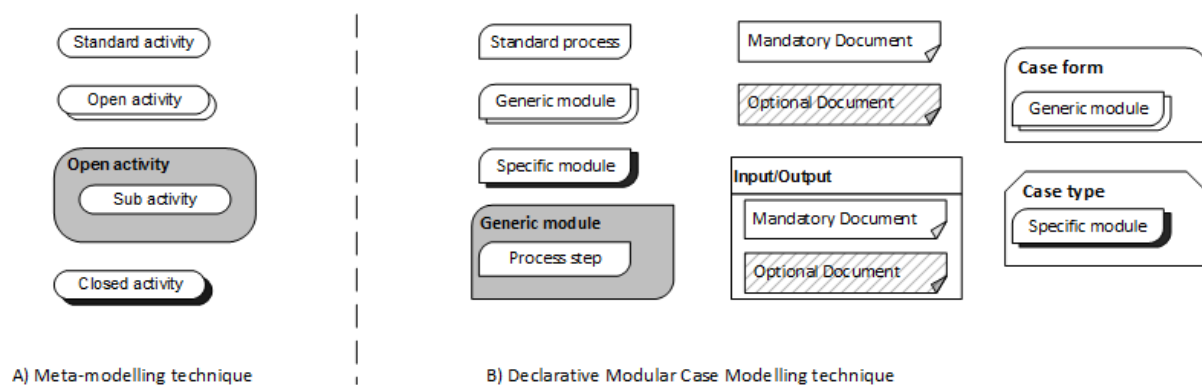 Standard activity
Open activity
Open activity
Sub activity
Closed activity
A) Meta-modelling technique
Standard process
Generic module
Specific module
Generic module
Process step
Mandatory Document
Optional Document
Input/Output
Mandatory Document
Optional Document
Case form
Generic module
Case type
Specific module
B) Declarative Modular Case Modelling technique